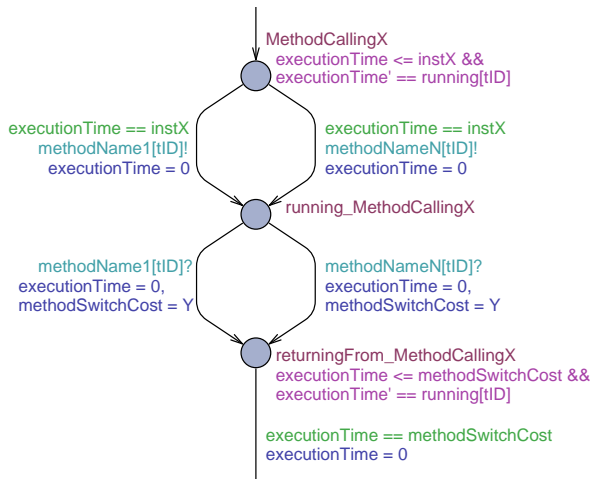 MethodCallingX
executionTime <= instX &&
executionTime' == running[tID]
executionTime == instX
methodName1[tID]!
executionTime = 0
executionTime == instX
methodNameN[tID]!
executionTime = 0
running_MethodCallingX
methodName1[tID]?
executionTime = 0,
methodSwitchCost = Y
methodNameN[tID]?
executionTime = 0,
methodSwitchCost = Y
returningFrom_MethodCallingX
executionTime <= methodSwitchCost &&
executionTime' == running[tID]
executionTime == methodSwitchCost
executionTime = 0